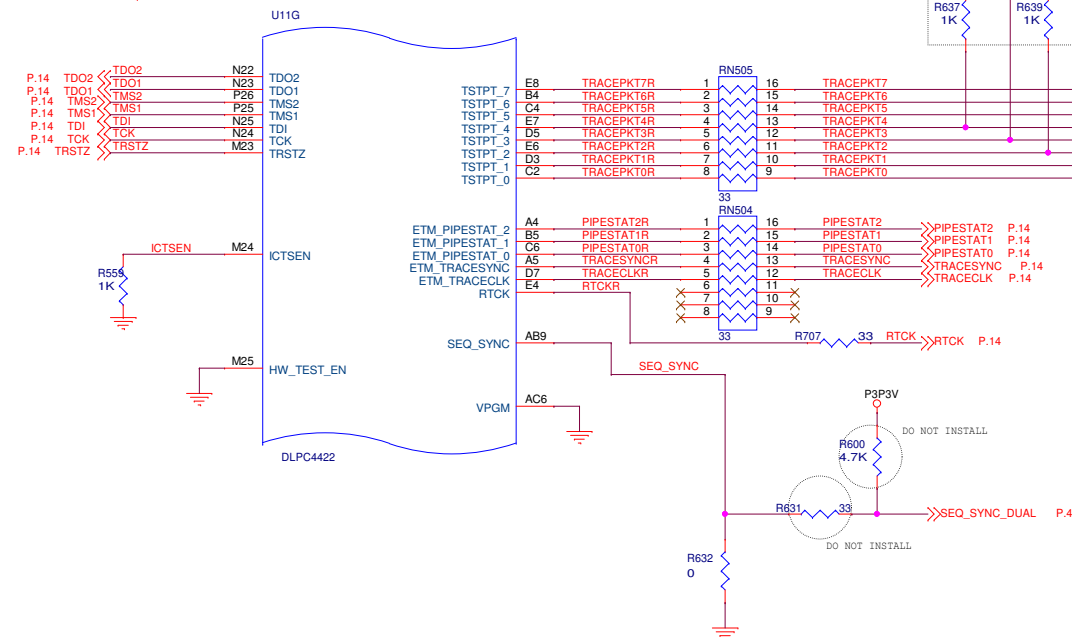 R637
1K
R639
1K
U11G
P.14 TDO2 TDO2 N22 TDO2
P.14 TDO1 TDO1 N23 TDO1
P.14 TMS2 TMS2 P26 TMS2
P.14 TMS1 TMS1 P25 TMS1
P.14 TDI TDI N25 TDI
P.14 TCK TCK N24 TCK
P.14 TRSTZ TRSTZ M23 TRSTZ
RN505
TSTPT_7 E8 TRACEPKT7R 1 16 TRACEPKT7
TSTPT_6 B4 TRACEPKT6R 2 15 TRACEPKT6
TSTPT_5 C4 TRACEPKT5R 3 14 TRACEPKT5
TSTPT_4 E7 TRACEPKT4R 4 13 TRACEPKT4
TSTPT_3 D5 TRACEPKT3R 5 12 TRACEPKT3
TSTPT_2 E6 TRACEPKT2R 6 11 TRACEPKT2
TSTPT_1 D3 TRACEPKT1R 7 10 TRACEPKT1
TSTPT_0 C2 TRACEPKT0R 8 9 TRACEPKT0
33
RN504
ETM_PIPESTAT_2 A4 PIPESTAT2R 1 16 PIPESTAT2 PIPESTAT2 P.14
ETM_PIPESTAT_1 B5 PIPESTAT1R 2 15 PIPESTAT1 PIPESTAT1 P.14
ETM_PIPESTAT_0 C6 PIPESTAT0R 3 14 PIPESTAT0 PIPESTAT0 P.14
ETM_TRACESYNC A5 TRACESYNCR 4 13 TRACESYNC TRACESYNC P.14
ETM_TRACECLK D7 TRACECLKR 5 12 TRACECLK TRACECLK P.14
RTCK E4 RTCKR 6 11
7 10
8 9
33
ICTSEN M24 ICTSEN
R559
1K
R707 33 RTCK RTCK P.14
SEQ_SYNC AB9
SEQ_SYNC
M25 HW_TEST_EN
VPGM AC6
DLPC4422
P3P3V
DO NOT INSTALL
R600
4.7K
R631 33
SEQ_SYNC_DUAL P.4
DO NOT INSTALL
R632
0